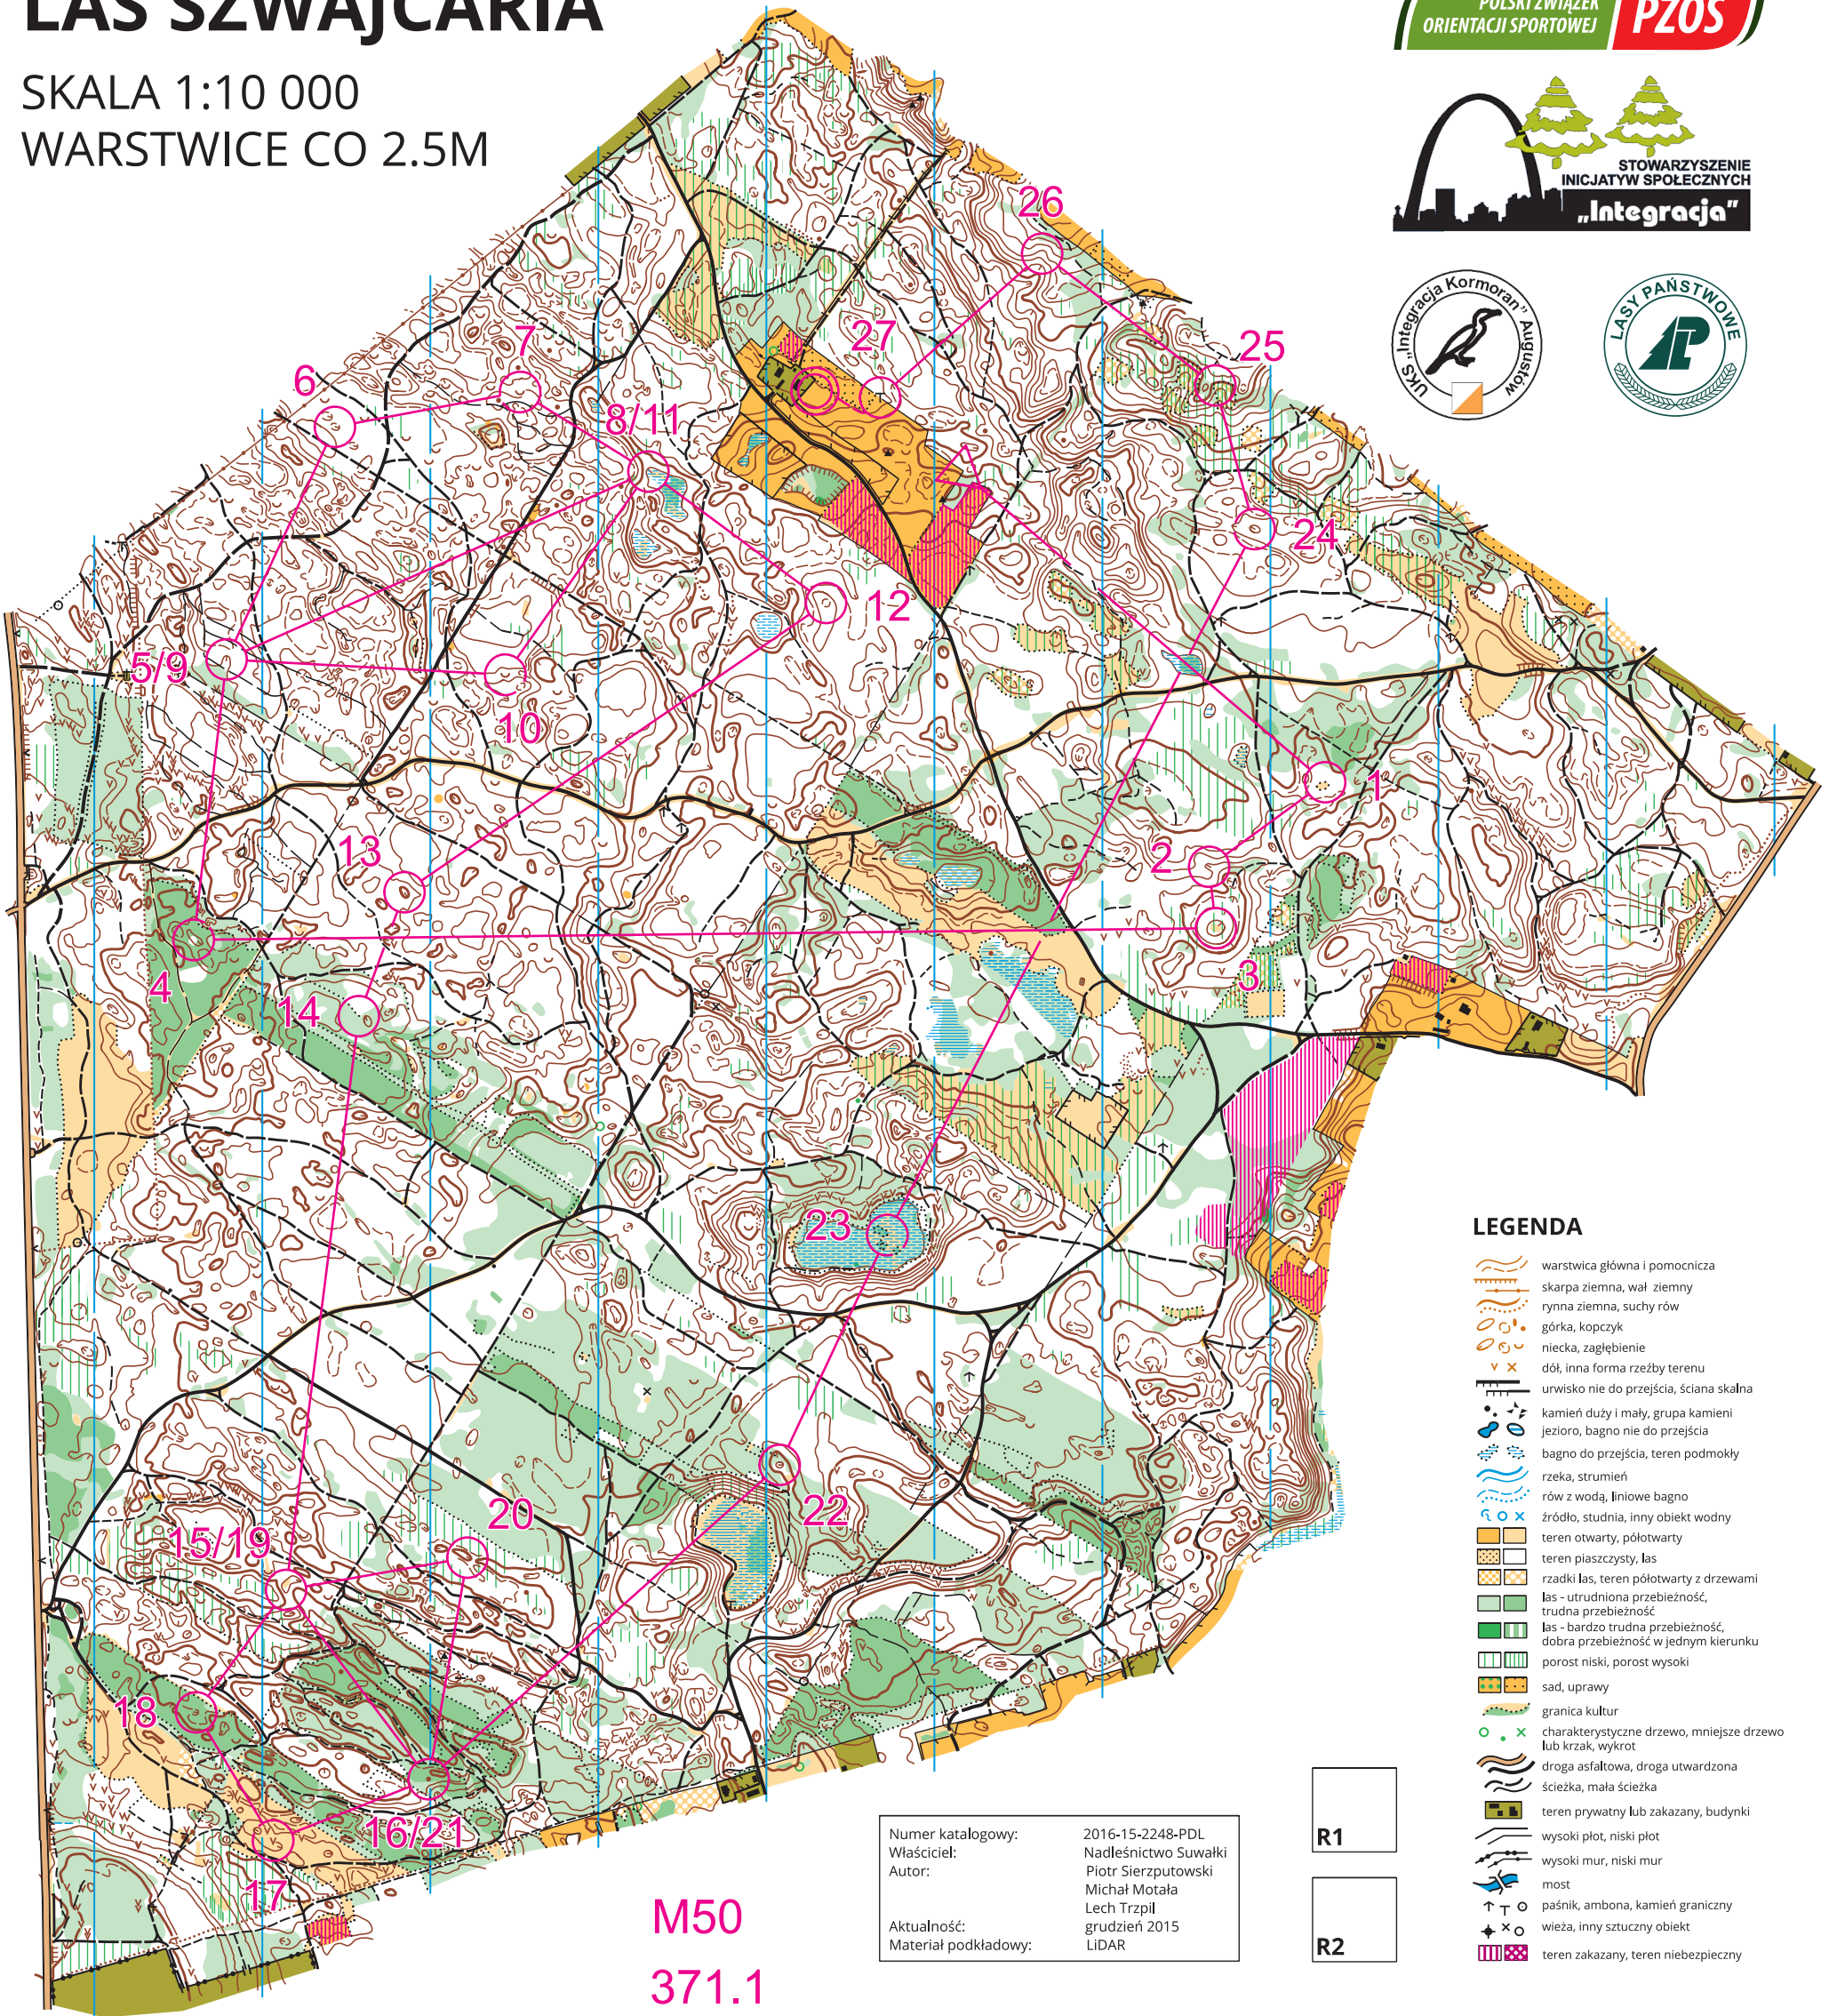 LAS SZWAJCARIA
SKALA 1:10 000
WARSTWICE CO 2.5M
POLSKI ZWIĄZEK
ORIENTACJI SPORTOWEJ
PZOS
STOWARZYSZENIE
INICJATYW SPOŁECZNYCH
„Integracja”
UKS „Integracja Kormoran” Augustów
LASY PAŃSTWOWE
LP
26
7
27
25
6
8/11
24
12
5/9
10
1
13
2
4
3
14
23
20
22
15/19
18
16/21
17
M50
371.1
LEGENDA
warstwica główna i pomocnicza
skarpa ziemna, wał ziemny
rynna ziemna, suchy rów
górka, kopczyk
niecka, zagłębienie
dół, inna forma rzeźby terenu
urwisko nie do przejścia, ściana skalna
kamień duży i mały, grupa kamieni
jezioro, bagno nie do przejścia
bagno do przejścia, teren podmokły
rzeka, strumień
rów z wodą, liniowe bagno
źródło, studnia, inny obiekt wodny
teren otwarty, półotwarty
teren piaszczysty, las
rzadki las, teren półotwarty z drzewami
las - utrudniona przebieżność,
trudna przebieżność
las - bardzo trudna przebieżność,
dobra przebieżność w jednym kierunku
porost niski, porost wysoki
sad, uprawy
granica kultur
charakterystyczne drzewo, mniejsze drzewo
lub krzak, wykrot
droga asfaltowa, droga utwardzona
ścieżka, mała ścieżka
teren prywatny lub zakazany, budynki
wysoki płot, niski płot
wysoki mur, niski mur
most
paśnik, ambona, kamień graniczny
wieża, inny sztuczny obiekt
teren zakazany, teren niebezpieczny
Numer katalogowy: 2016-15-2248-PDL
Właściciel: Nadleśnictwo Suwałki
Autor: Piotr Sierzputowski
Michał Motała
Lech Trzpil
Aktualność: grudzień 2015
Materiał podkładowy: LiDAR
R1
R2